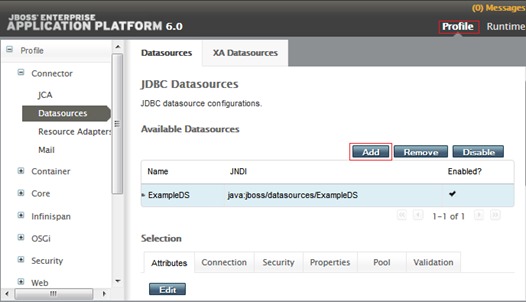 (0) Messages
JBOSS ENTERPRISE
APPLICATION PLATFORM 6.0
Profile
Runtime
Profile
Connector
JCA
Datasources
Resource Adapters
Mail
Container
Core
Infinispan
OSGi
Security
Web
Datasources
XA Datasources
JDBC Datasources
JDBC datasource configurations.
Available Datasources
Add Remove Disable
Name JNDI Enabled?
ExampleDS java:jboss/datasources/ExampleDS
1-1 of 1
Selection
Attributes Connection Security Properties Pool Validation
Edit